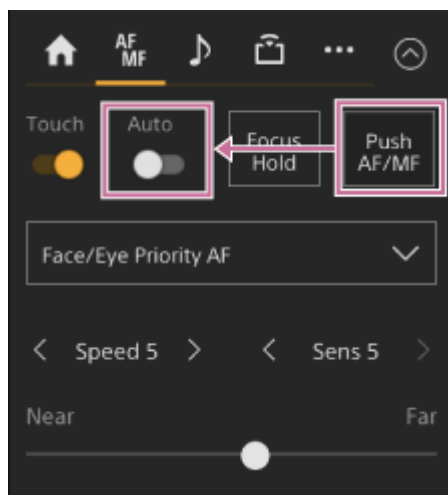 AF
MF
Touch
Auto
Focus
Hold
Push
AF/MF
Face/Eye Priority AF
Speed 5
Sens 5
Near
Far